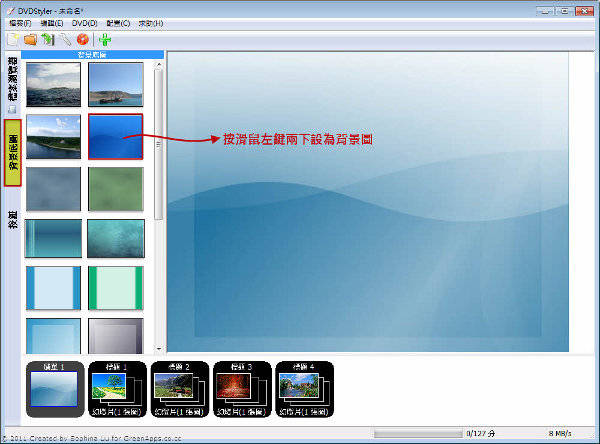 DVDStyler - 未命名*
檔案(F) 編輯(E) DVD(D) 配置(C) 求助(H)
背景底圖
檔案瀏覽器
背景底圖
按鈕
按滑鼠左鍵兩下設為背景圖
選單 1
標題 1
標題 2
標題 3
標題 4
幻燈片(1 張圖)
幻燈片(1 張圖)
幻燈片(1 張圖)
幻燈片(1 張圖)
© 2011 Created by Sophina Liu for GreenApps.co.cc
0/127 分
8 MB/s